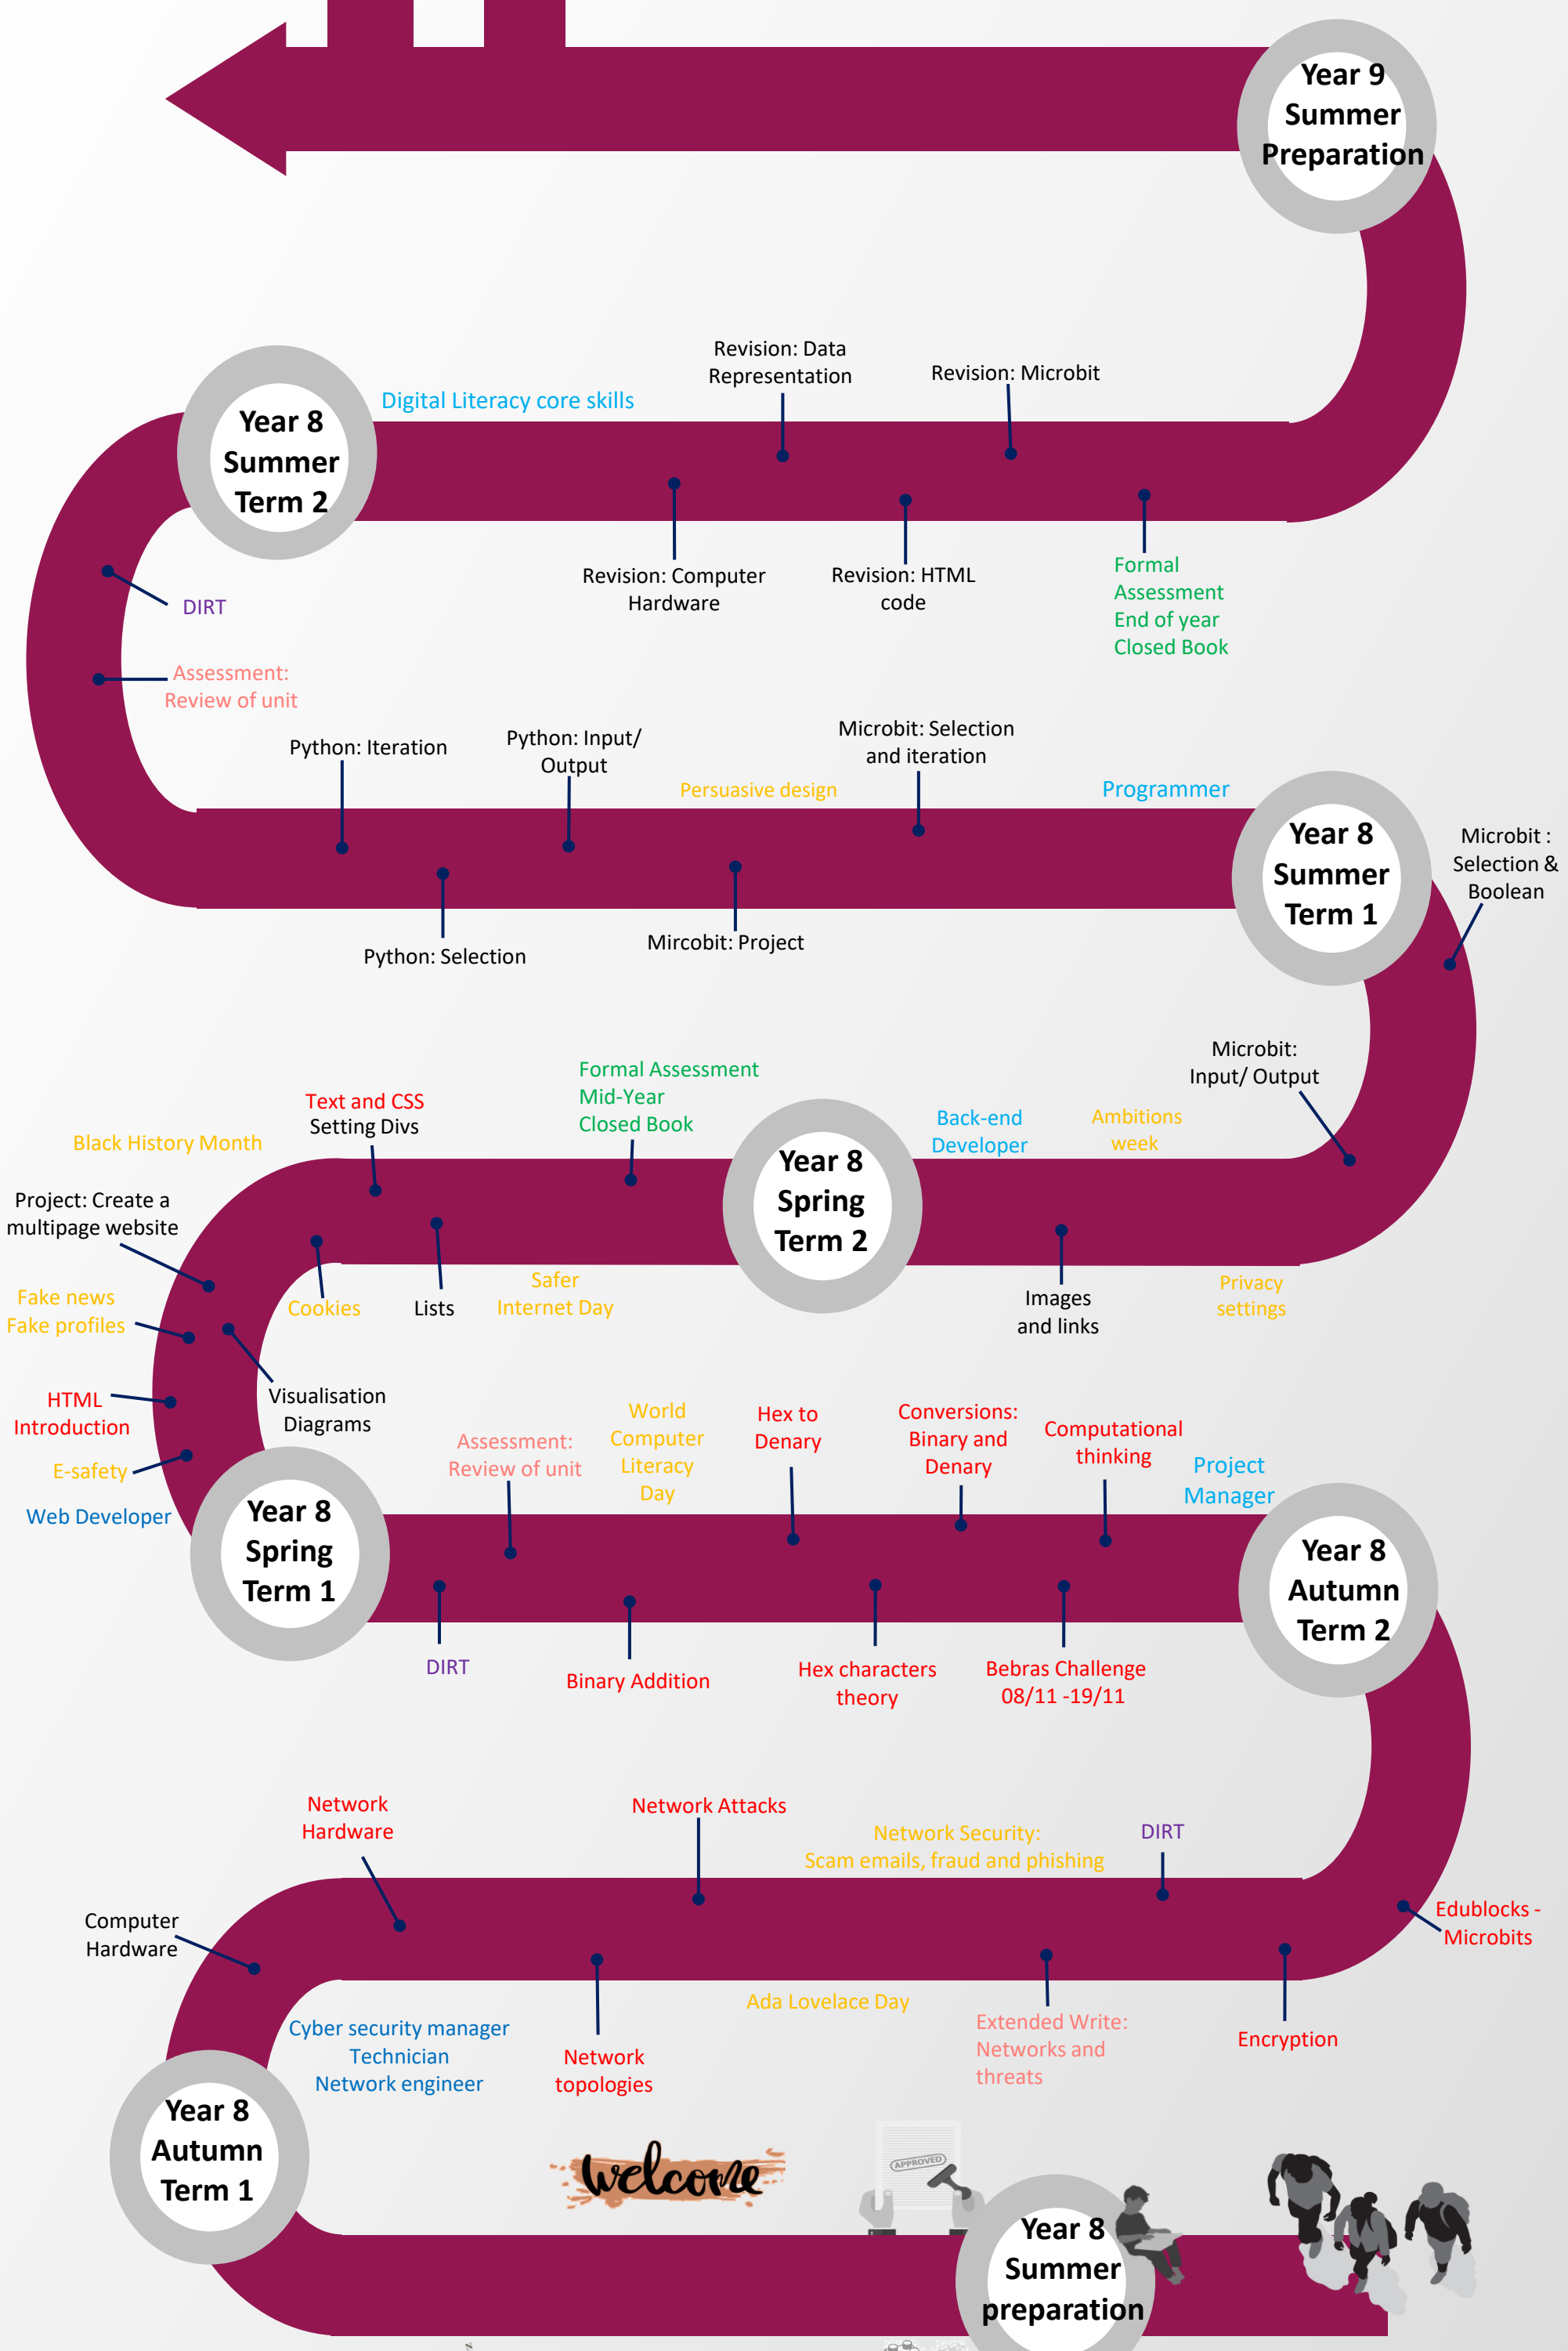 Year 9
Summer
Preparation
Revision: Data
Representation
Revision: Microbit
Digital Literacy core skills
Year 8
Summer
Term 2
Revision: Computer
Hardware
Revision: HTML
code
Formal
Assessment
End of year
Closed Book
DIRT
Assessment:
Review of unit
Python: Iteration
Python: Input/
Output
Persuasive design
Microbit: Selection
and iteration
Programmer
Year 8
Summer
Term 1
Microbit :
Selection &
Boolean
Python: Selection
Mircobit: Project
Microbit:
Input/ Output
Formal Assessment
Mid-Year
Closed Book
Text and CSS
Setting Divs
Black History Month
Back-end
Developer
Ambitions
week
Year 8
Spring
Term 2
Project: Create a
multipage website
Fake news
Fake profiles
Cookies
Lists
Safer
Internet Day
Images
and links
Privacy
settings
HTML
Introduction
Visualisation
Diagrams
E-safety
Web Developer
Assessment:
Review of unit
World
Computer
Literacy
Day
Hex to
Denary
Conversions:
Binary and
Denary
Computational
thinking
Project
Manager
Year 8
Spring
Term 1
Year 8
Autumn
Term 2
DIRT
Binary Addition
Hex characters
theory
Bebras Challenge
08/11 -19/11
Network
Hardware
Network Attacks
Network Security:
Scam emails, fraud and phishing
DIRT
Computer
Hardware
Edublocks -
Microbits
Ada Lovelace Day
Cyber security manager
Technician
Network engineer
Network
topologies
Extended Write:
Networks and
threats
Encryption
Year 8
Autumn
Term 1
welcome
APPROVED
Year 8
Summer
preparation